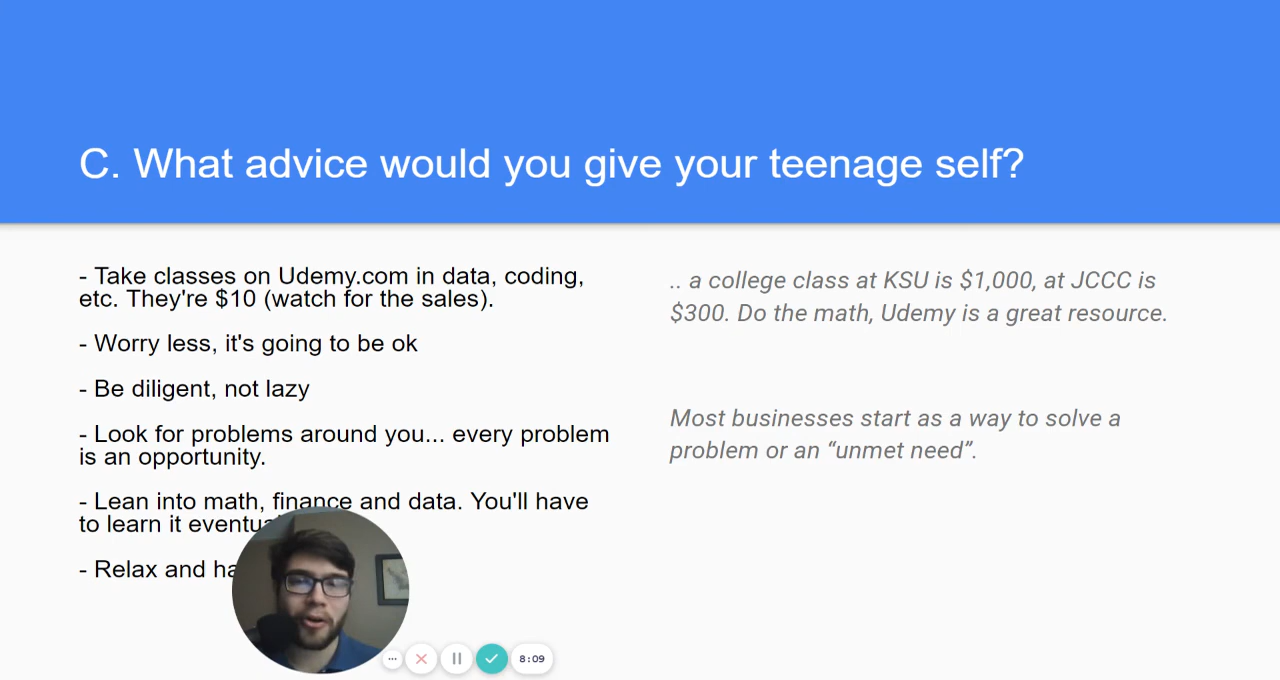 C. What advice would you give your teenage self?
- Take classes on Udemy.com in data, coding,
etc. They're $10 (watch for the sales).
- Worry less, it's going to be ok
- Be diligent, not lazy
- Look for problems around you... every problem
is an opportunity.
- Lean into math, finance and data. You'll have
to learn it
- Relax and
.. a college class at KSU is $1,000, at JCCC is
$300. Do the math, Udemy is a great resource.
Most businesses start as a way to solve a
problem or an “unmet need”.
8:09